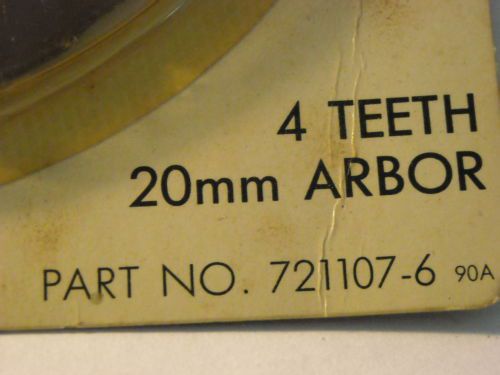 4 TEETH
20mm ARBOR
PART NO. 721107-6 90A